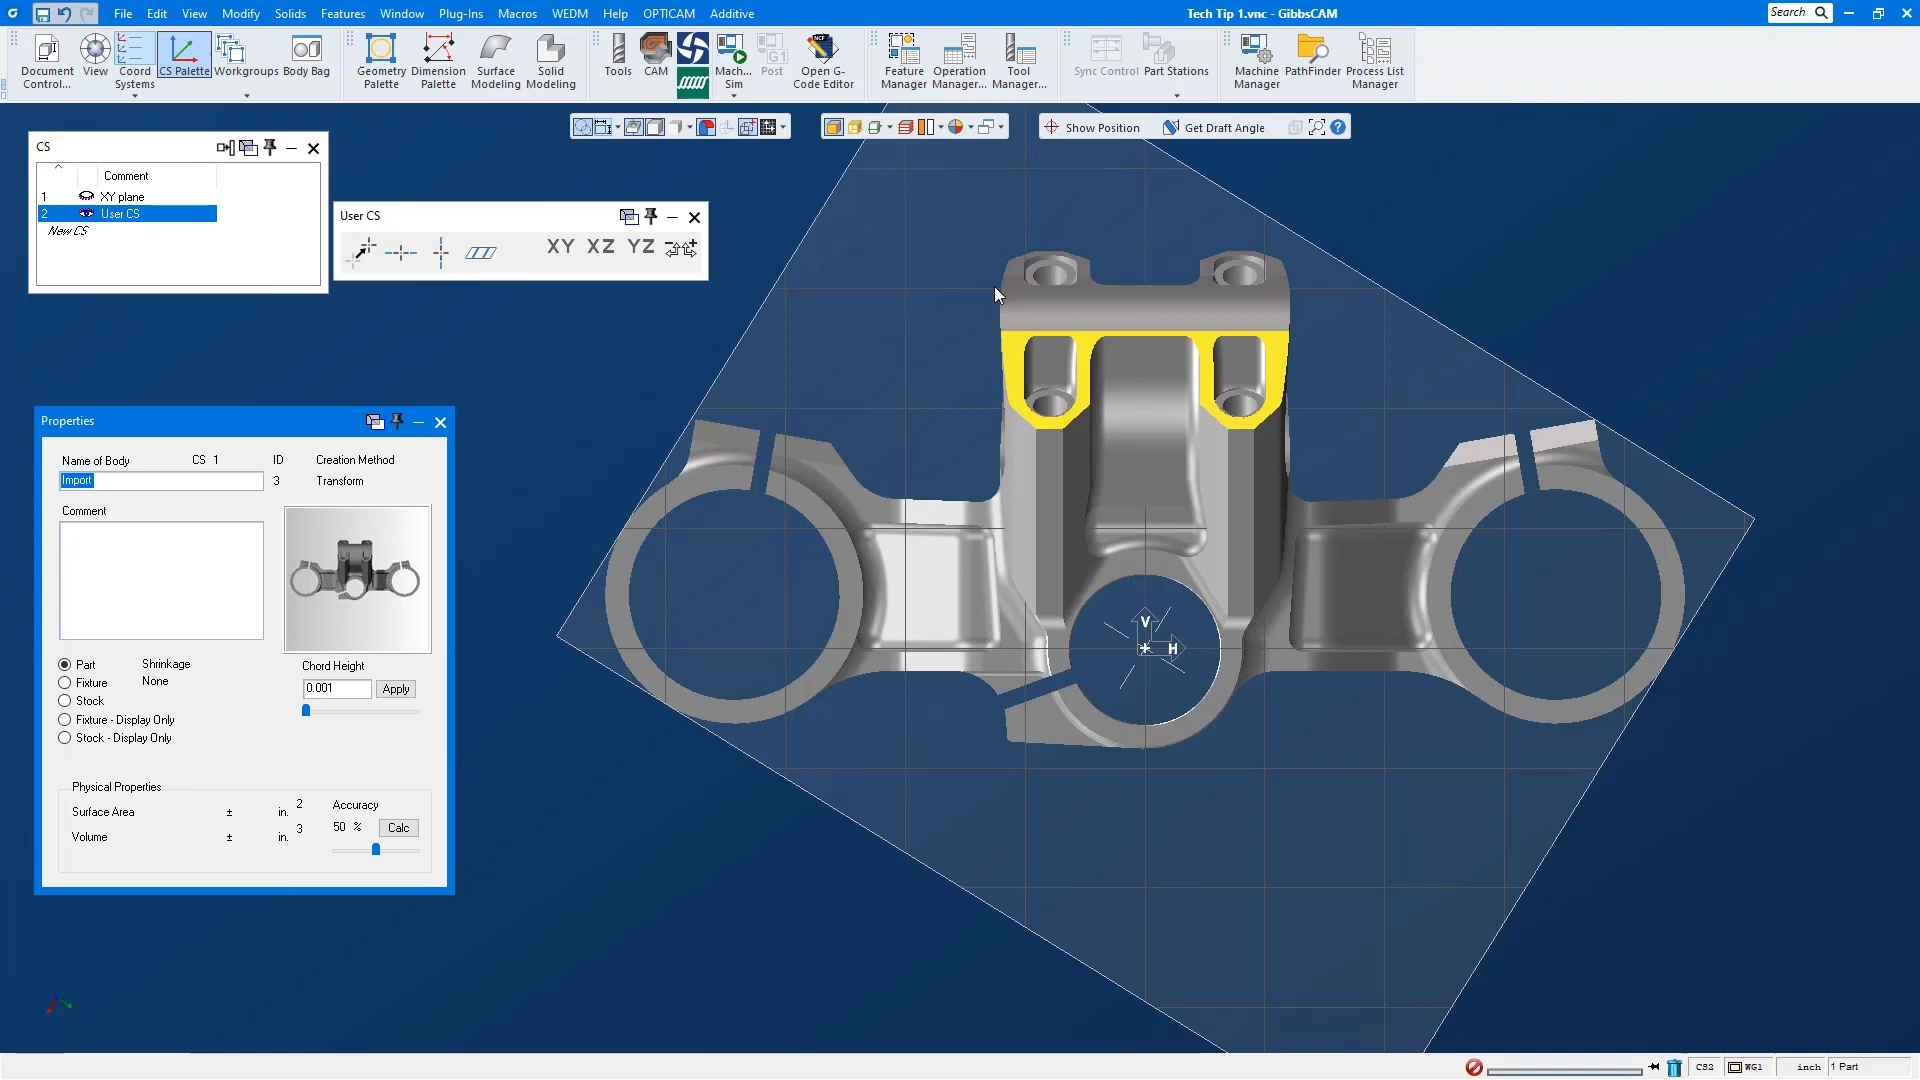 File Edit View Modify Solids Features Window Plug-Ins Macros WEDM Help OPTICAM Additive
Tech Tip 1.vnc - GibbsCAM
Search
Document Control...
View
Coord Systems
CS Palette
Workgroups
Body Bag
Geometry Palette
Dimension Palette
Surface Modeling
Solid Modeling
Tools
CAM
Mach... Sim
G1
Post
NCF
Open G-Code Editor
Feature Manager
Operation Manager...
Tool Manager...
Sync Control
Part Stations
Machine Manager
PathFinder
Process List Manager
Show Position
Get Draft Angle
CS
Comment
1 XY plane
2 User CS
New CS
User CS
XY XZ YZ
Properties
Name of Body CS 1 ID Creation Method
Import 3 Transform
Comment
Part Shrinkage
None
Fixture
Stock
Fixture - Display Only
Stock - Display Only
Chord Height
0.001 Apply
Physical Properties
Surface Area ± in. 2
Volume ± in. 3
Accuracy
50 % Calc
V
H
CS2 WG1 inch 1 Part